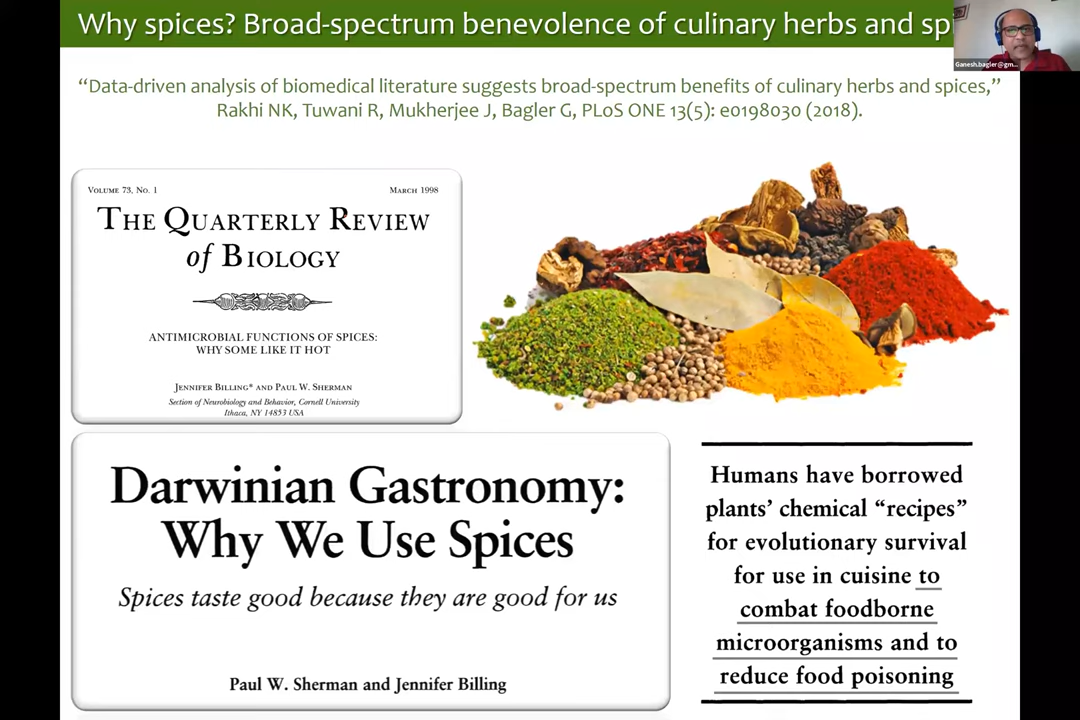 Why spices? Broad-spectrum benevolence of culinary herbs and sp
Ganesh.bagler@gm...
“Data-driven analysis of biomedical literature suggests broad-spectrum benefits of culinary herbs and spices,”
Rakhi NK, Tuwani R, Mukherjee J, Bagler G, PLoS ONE 13(5): e0198030 (2018).
Volume 73, No. 1 March 1998
The Quarterly Review
of Biology
ANTIMICROBIAL FUNCTIONS OF SPICES:
WHY SOME LIKE IT HOT
Jennifer Billing* and Paul W. Sherman
Section of Neurobiology and Behavior, Cornell University
Ithaca, NY 14853 USA
Darwinian Gastronomy:
Why We Use Spices
Spices taste good because they are good for us
Paul W. Sherman and Jennifer Billing
Humans have borrowed
plants’ chemical “recipes”
for evolutionary survival
for use in cuisine to
combat foodborne
microorganisms and to
reduce food poisoning